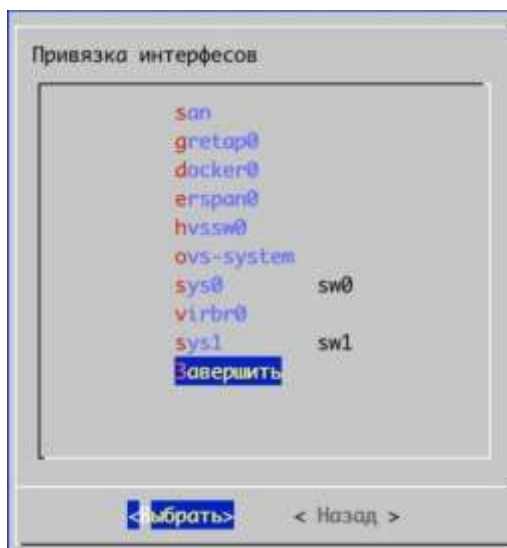 Привязка интерфесов
san
gretap0
docker0
erspan0
hvssw0
ovs-system
sys0 sw0
virbr0
sys1 sw1
Завершить
<Выбрать> < Назад >